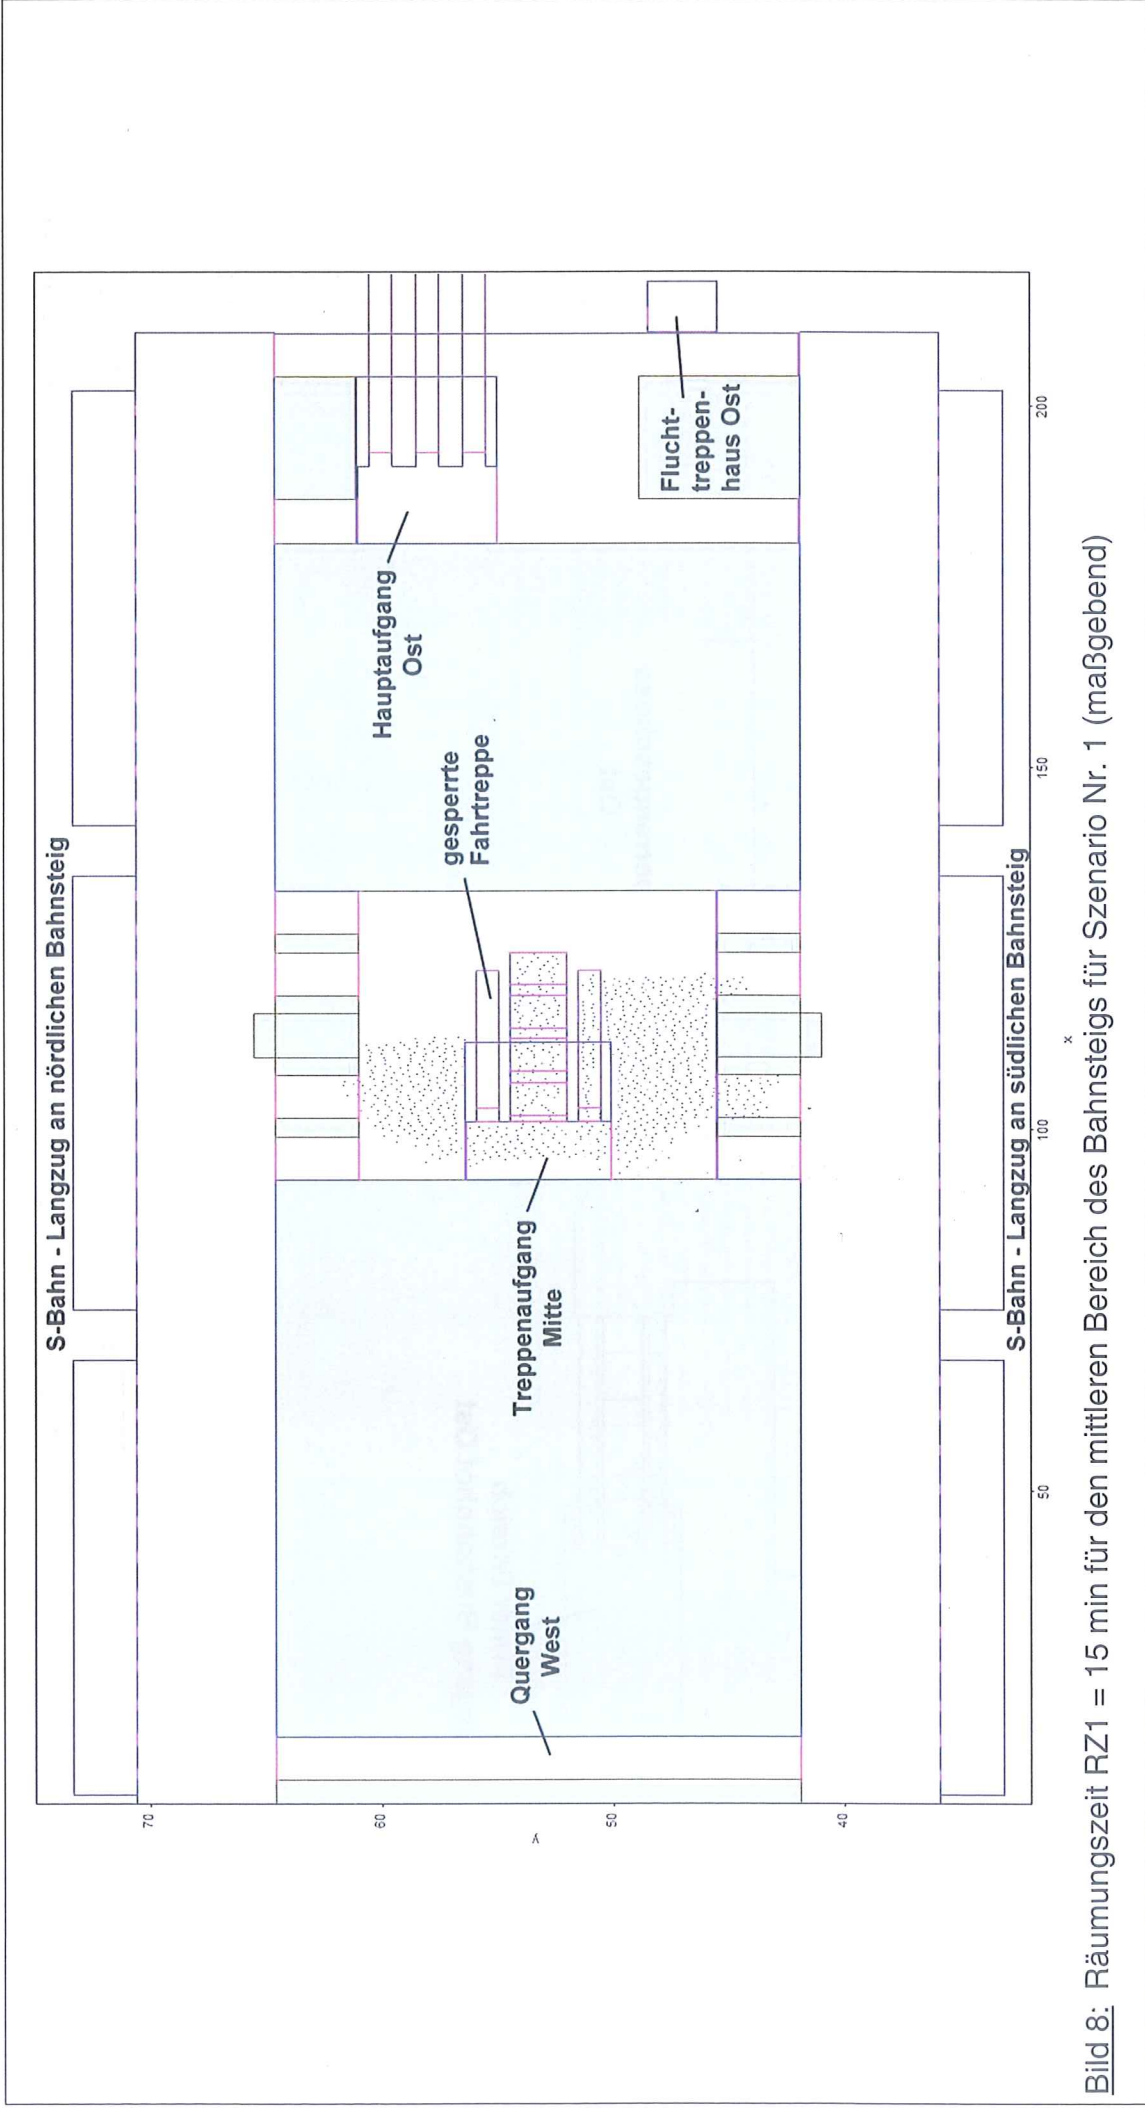 S-Bahn - Langzug an nördlichen Bahnsteig
Hauptaufgang
Ost
gesperrte
Fahrtreppe
Flucht-
treppen-
haus Ost
Treppenaufgang
Mitte
Quergang
West
S-Bahn - Langzug an südlichen Bahnsteig
70
60
Y
50
40
50
100
x
150
200
Bild 8: Räumungszeit RZ1 = 15 min für den mittleren Bereich des Bahnsteigs für Szenario Nr. 1 (maßgebend)